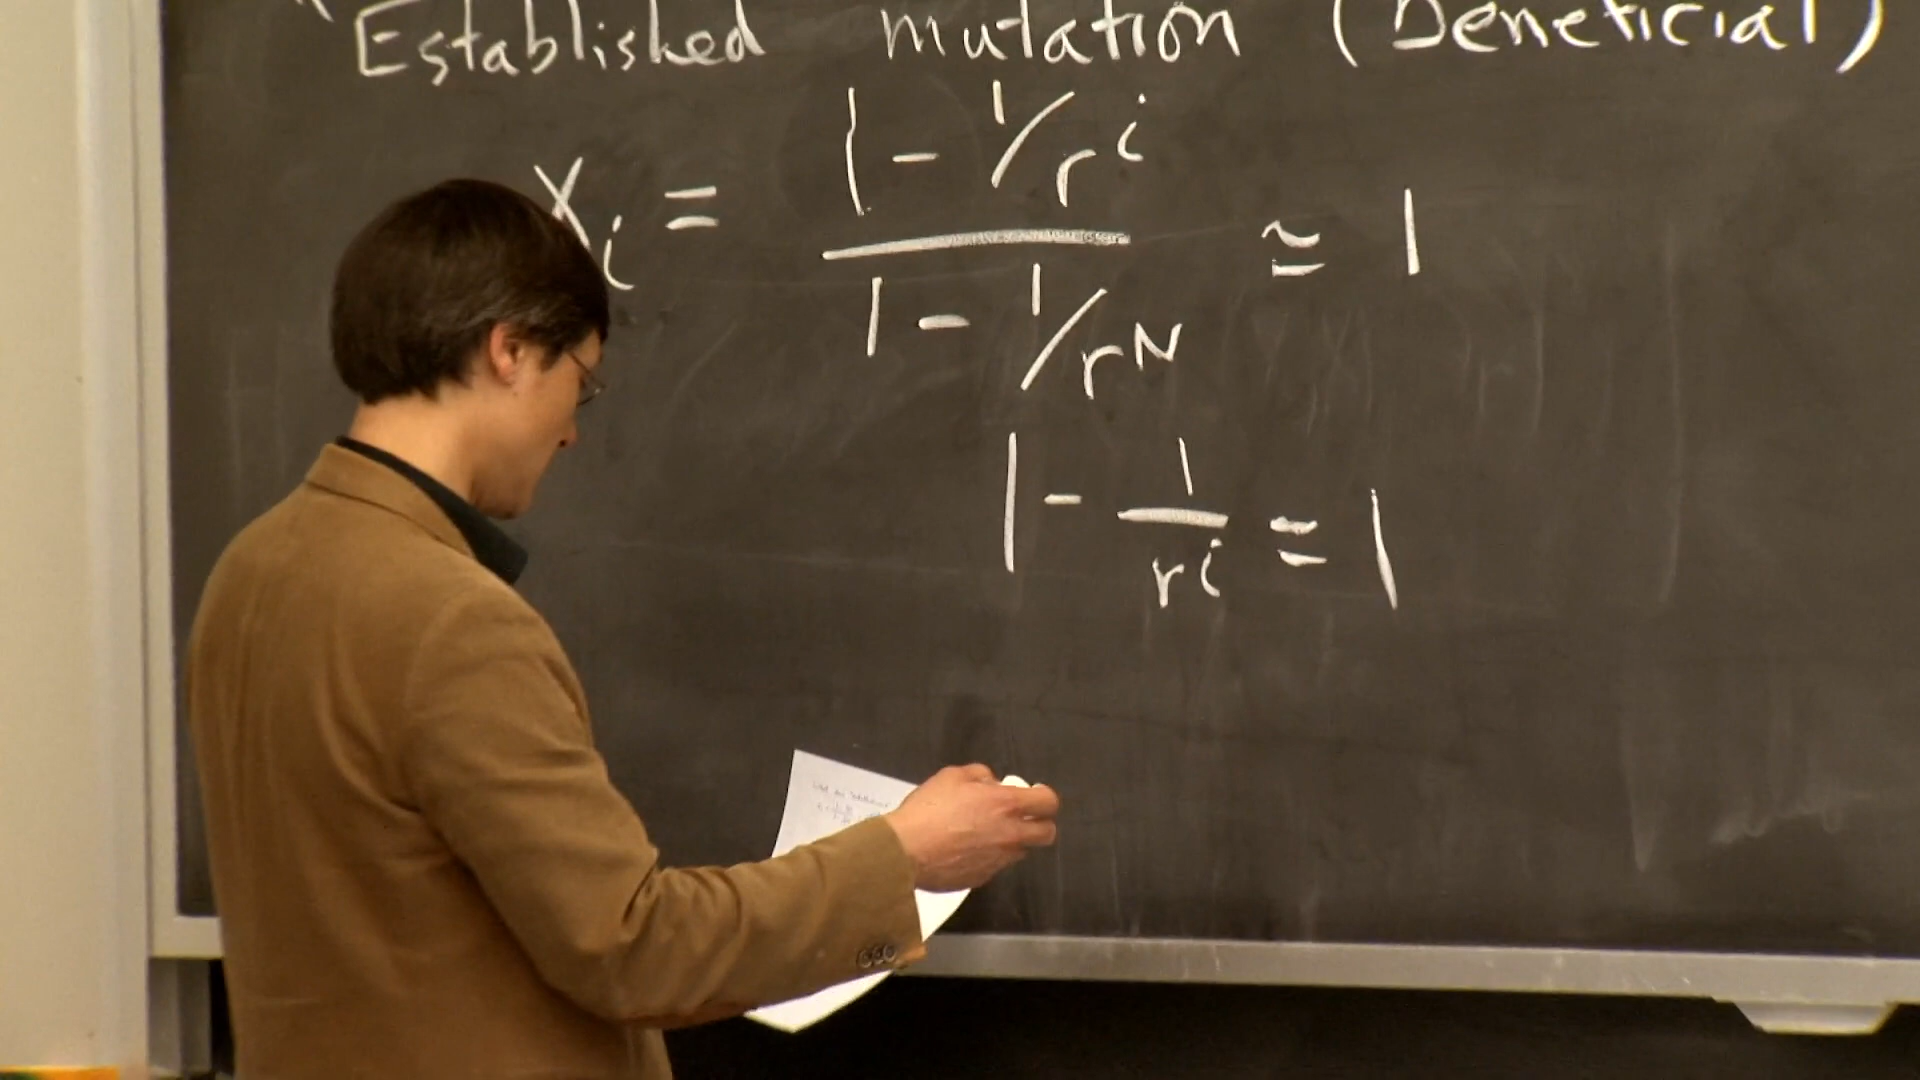 "Established mutation (Beneficial)
Xi = 1 - 1/r^i / 1 - 1/r^N ≈ 1
1 - 1/r^i ≈ 1